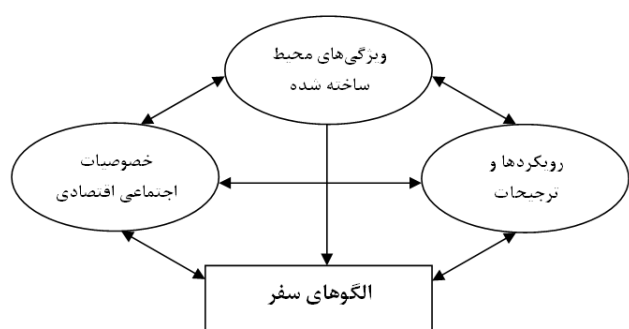 ویژگی‌های محیط
ساخته شده
رویکردها و
ترجیحات
خصوصیات
اجتماعی اقتصادی
الگوهای سفر